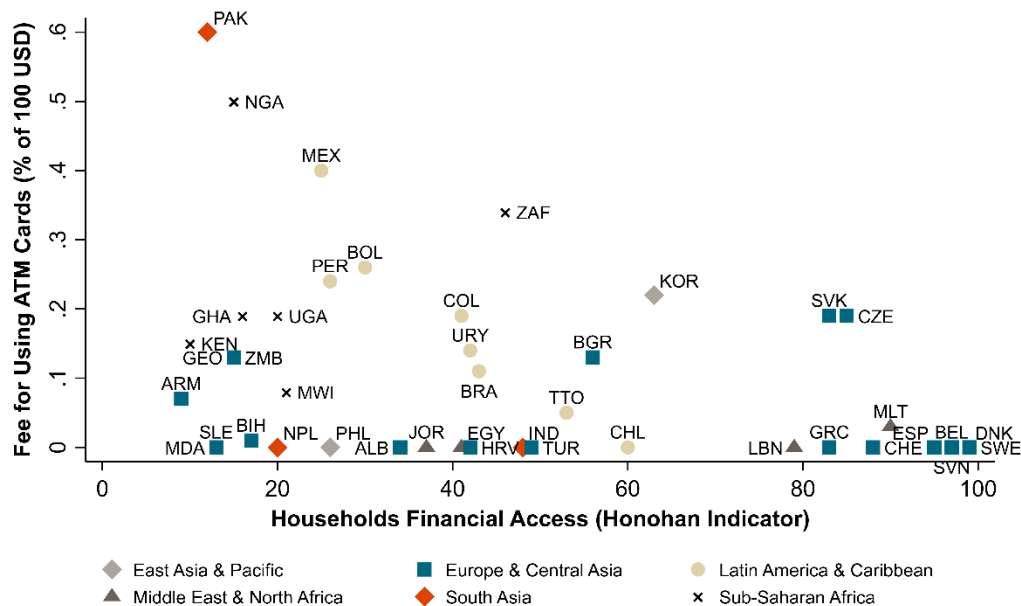 Fee for Using ATM Cards (% of 100 USD)
.6
.5
.4
.3
.2
.1
0
PAK
NGA
MEX
ZAF
BOL
PER
KOR
GHA
UGA
COL
SVK
CZE
KEN
URY
GEO
ZMB
BGR
ARM
MWI
BRA
TTO
MLT
MDA
SLE
BIH
NPL
PHL
ALB
JOR
EGY
HRV
IND
TUR
CHL
LBN
GRC
ESP
CHE
BEL
SVN
DNK
SWE
0 20 40 60 80 100
Households Financial Access (Honohan Indicator)
East Asia & Pacific Europe & Central Asia Latin America & Caribbean
Middle East & North Africa South Asia Sub-Saharan Africa